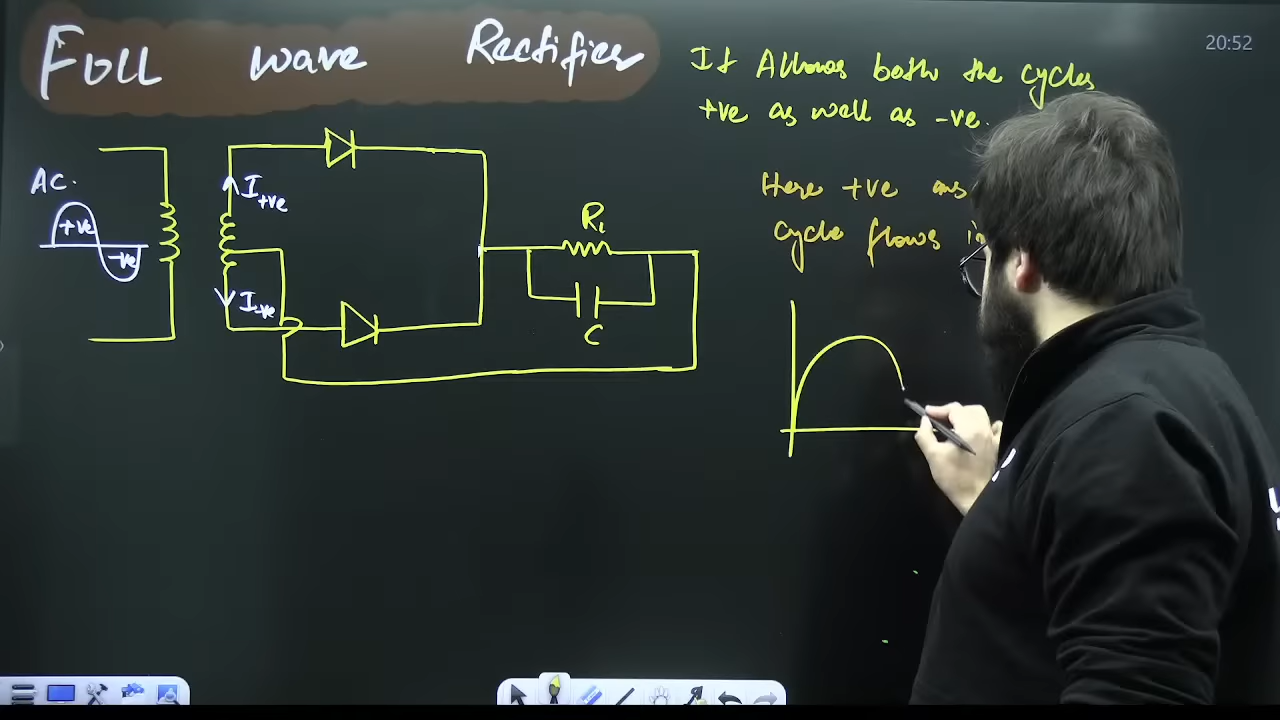 Full wave Rectifier
20:52
It Allows both the cycles
+ve as well as -ve.
Here +ve
cycle flows
AC.
+ve
-ve
I+ve
I-ve
R₁
C